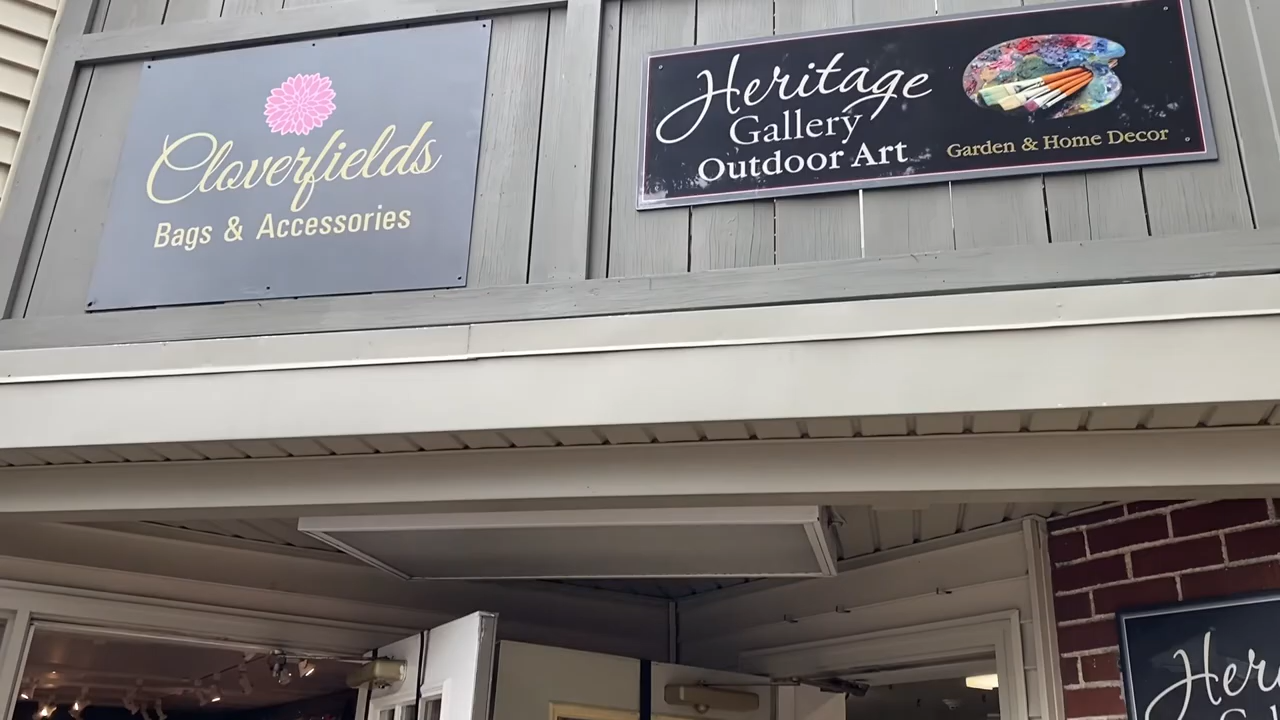 Cloverfields
Bags & Accessories
Heritage
Gallery
Outdoor Art
Garden & Home Decor